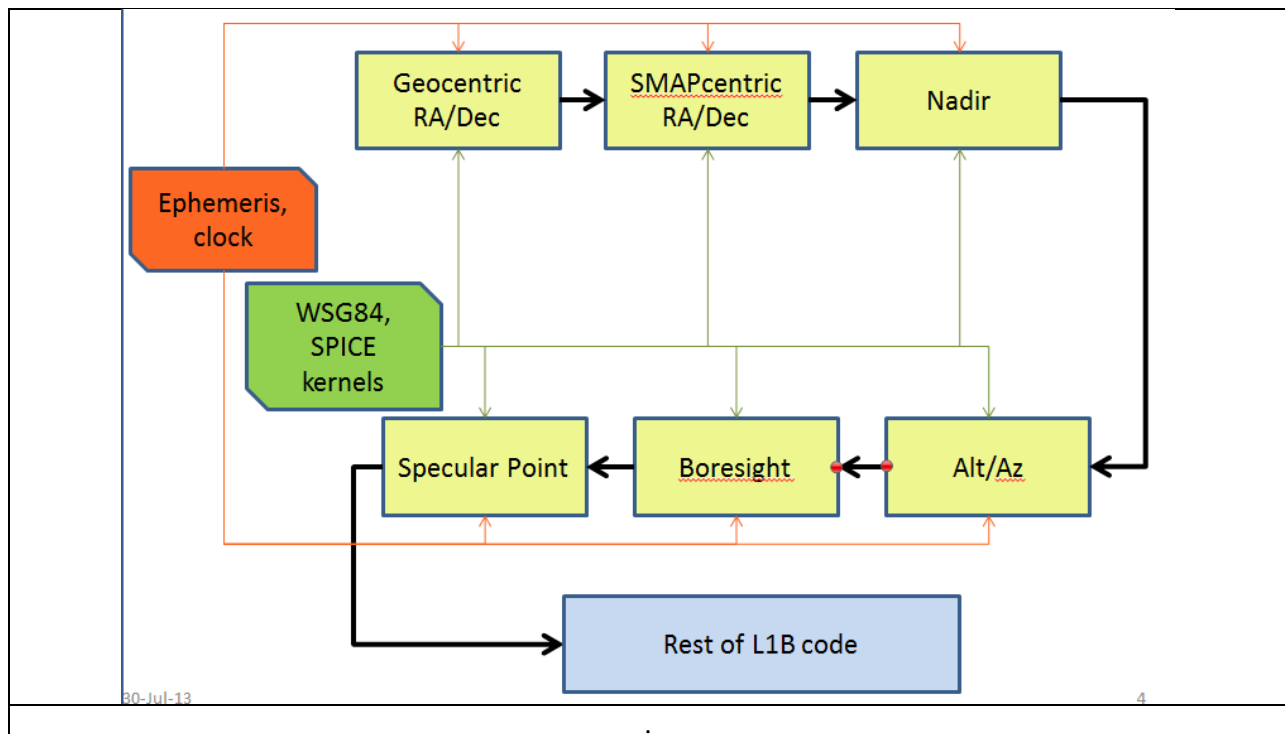 Geocentric
RA/Dec
SMAPcentric
RA/Dec
Nadir
Ephemeris,
clock
WSG84,
SPICE
kernels
Specular Point
Boresight
Alt/Az
Rest of L1B code
30-Jul-13
4
.